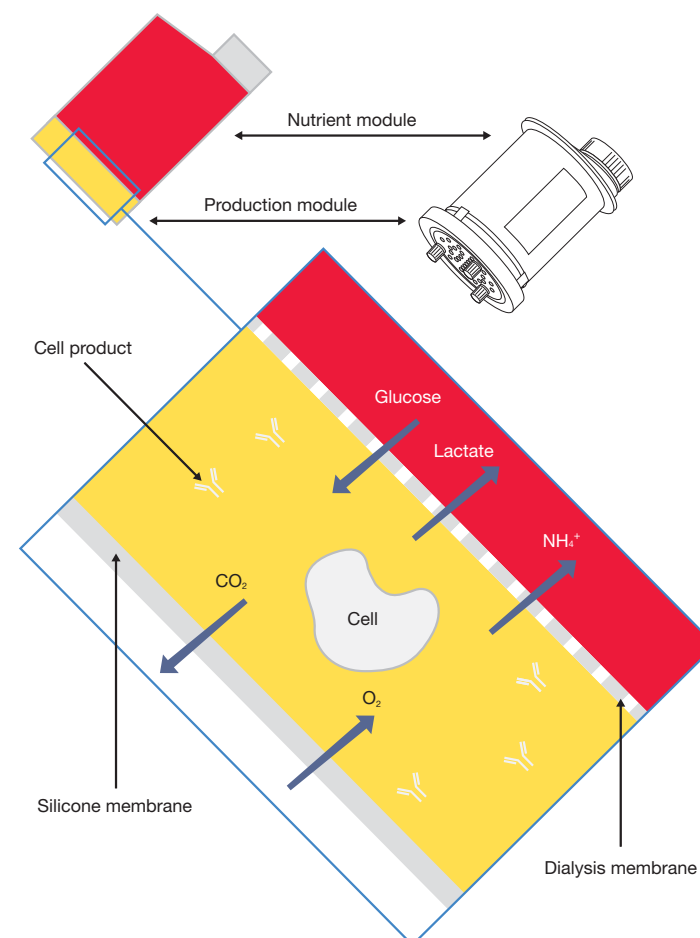 Nutrient module
Production module
Cell product
Glucose
Lactate
NH₄⁺
CO₂
Cell
O₂
Silicone membrane
Dialysis membrane